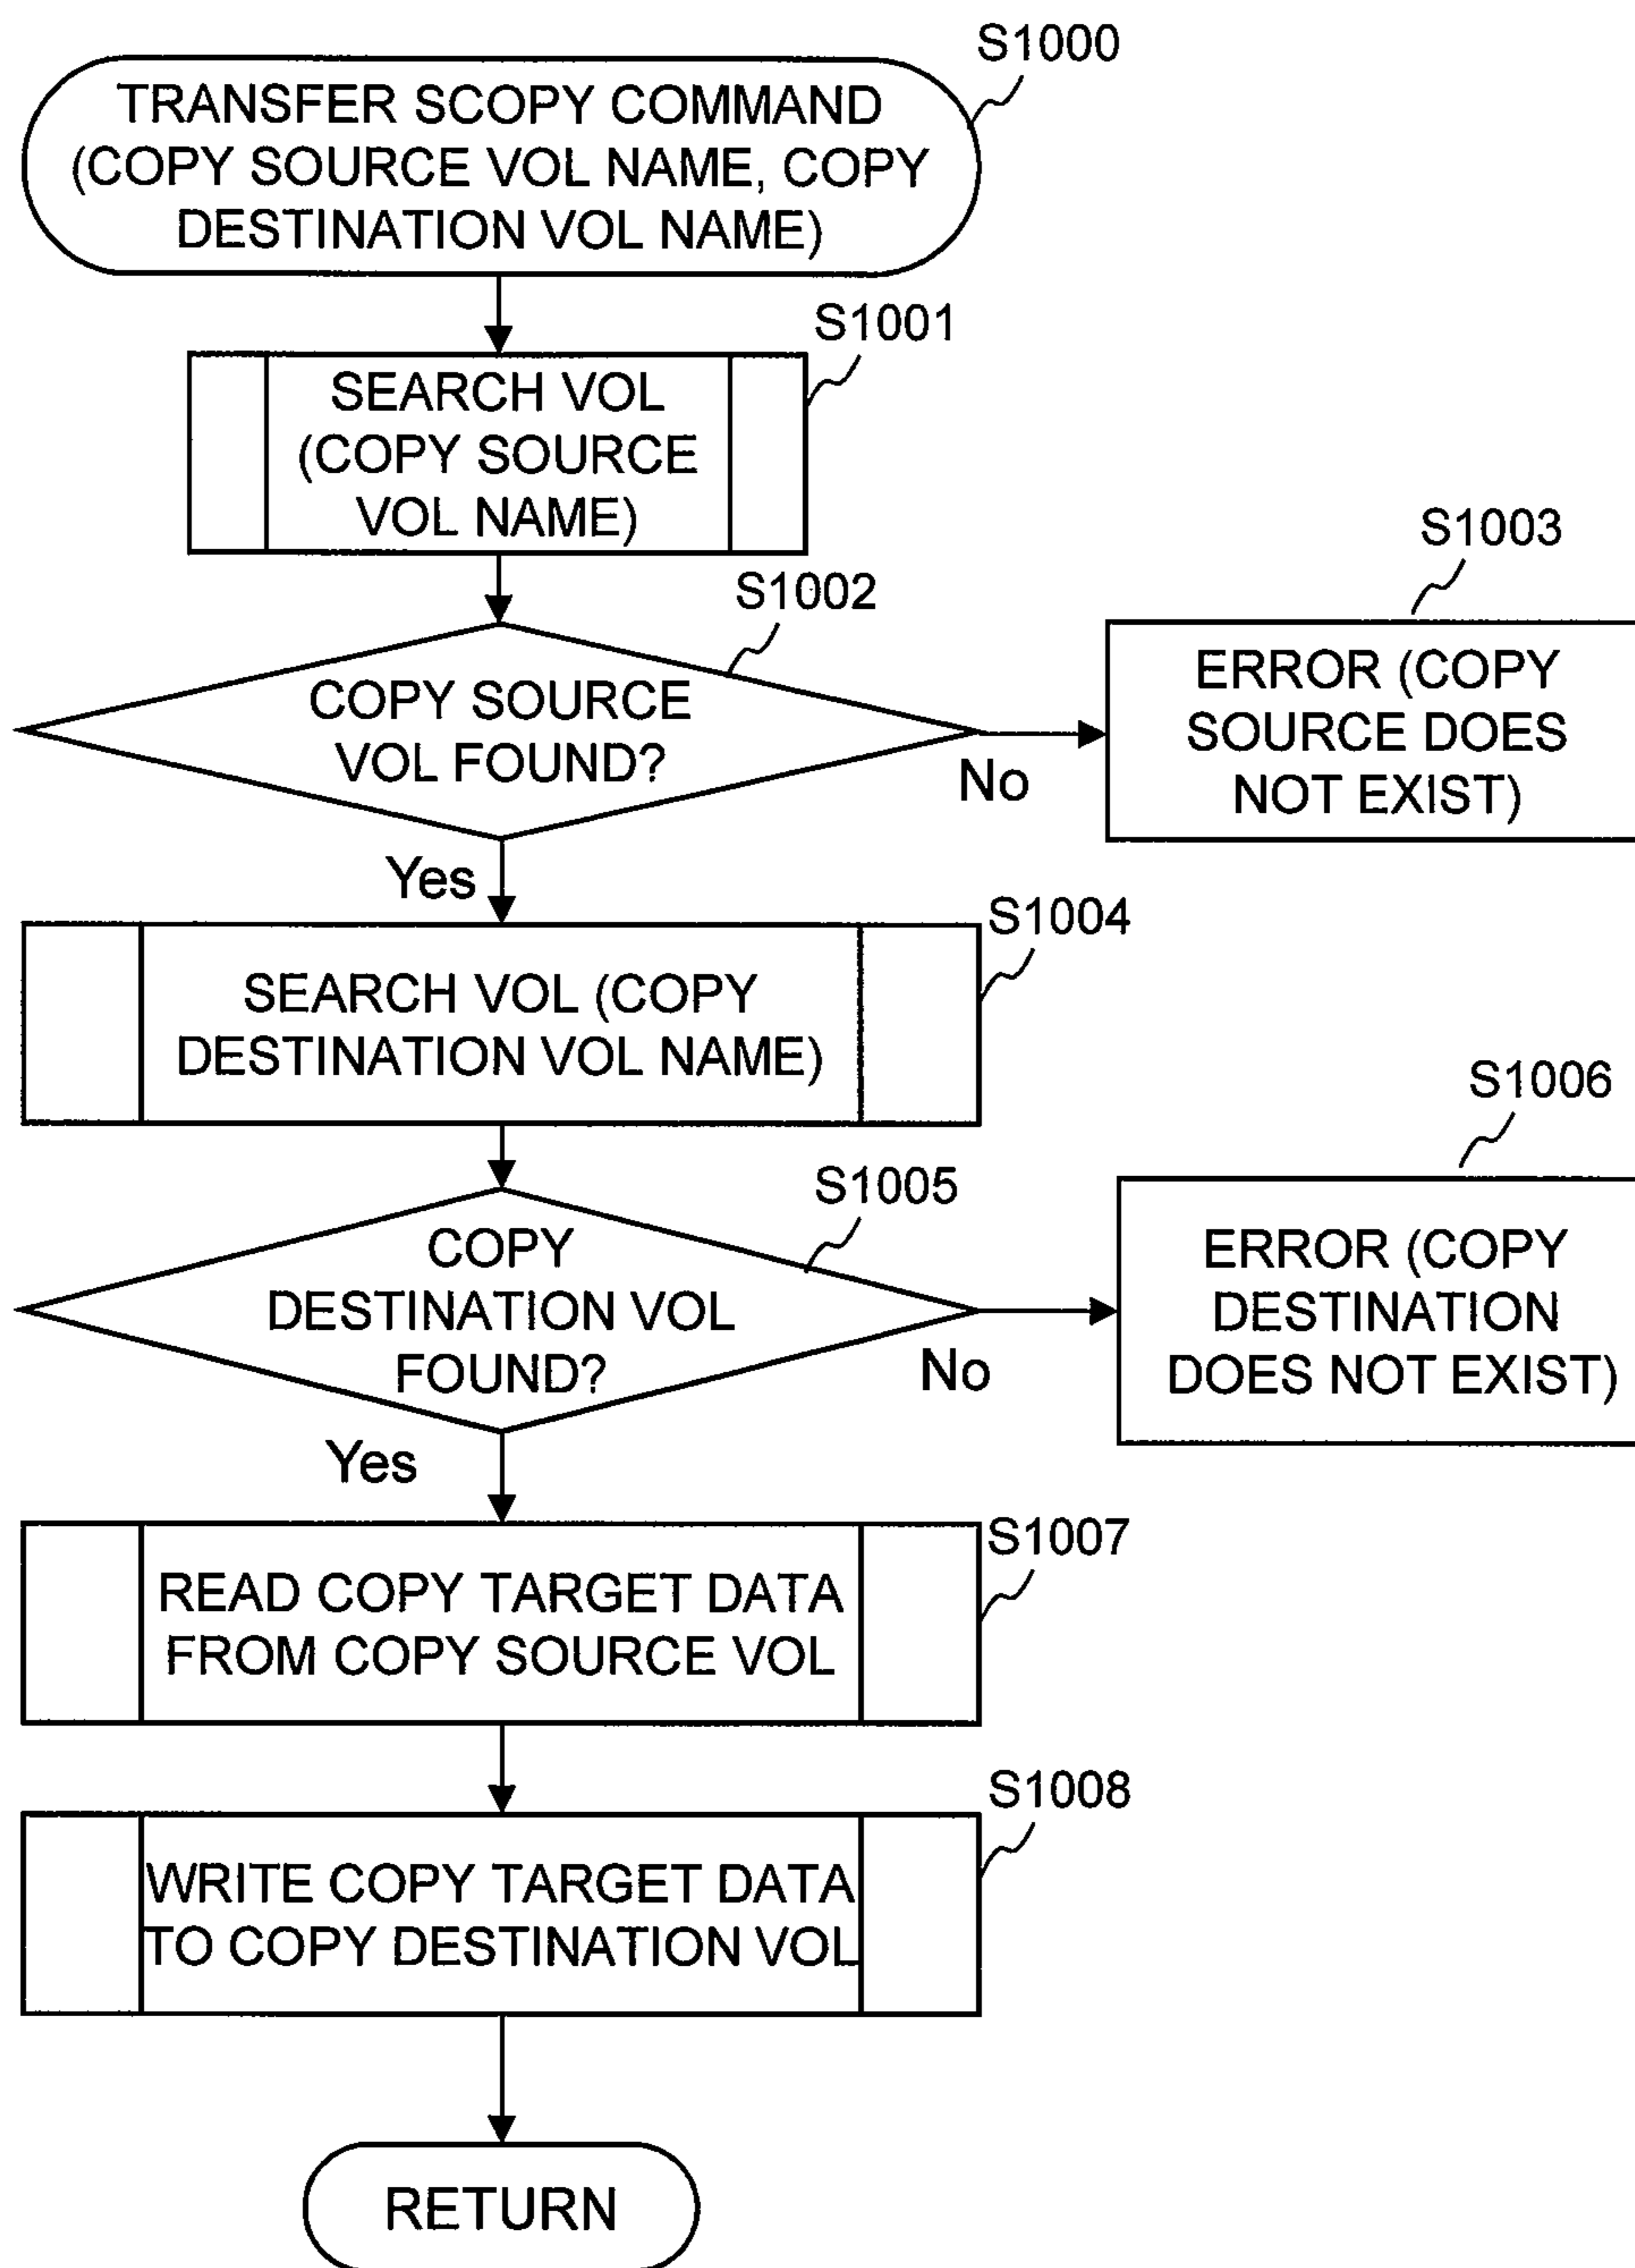 S1000
TRANSFER SCOPY COMMAND
(COPY SOURCE VOL NAME, COPY
DESTINATION VOL NAME)
S1001
SEARCH VOL
(COPY SOURCE
VOL NAME)
S1002
COPY SOURCE
VOL FOUND?
No
S1003
ERROR (COPY
SOURCE DOES
NOT EXIST)
Yes
S1004
SEARCH VOL (COPY
DESTINATION VOL NAME)
S1005
COPY
DESTINATION VOL
FOUND?
No
S1006
ERROR (COPY
DESTINATION
DOES NOT EXIST)
Yes
S1007
READ COPY TARGET DATA
FROM COPY SOURCE VOL
S1008
WRITE COPY TARGET DATA
TO COPY DESTINATION VOL
RETURN